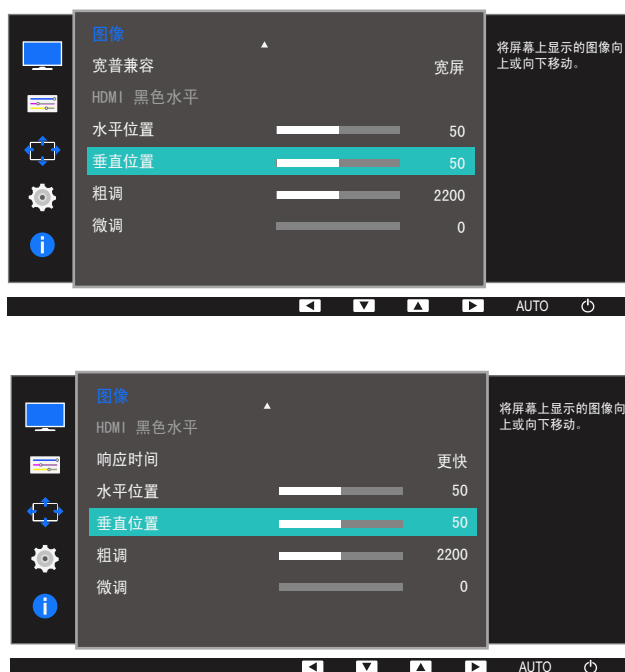 图像
宽普兼容 宽屏
HDMI 黑色水平
水平位置 50
垂直位置 50
粗调 2200
微调 0
将屏幕上显示的图像向
上或向下移动。
AUTO
图像
HDMI 黑色水平
响应时间 更快
水平位置 50
垂直位置 50
粗调 2200
微调 0
将屏幕上显示的图像向
上或向下移动。
AUTO